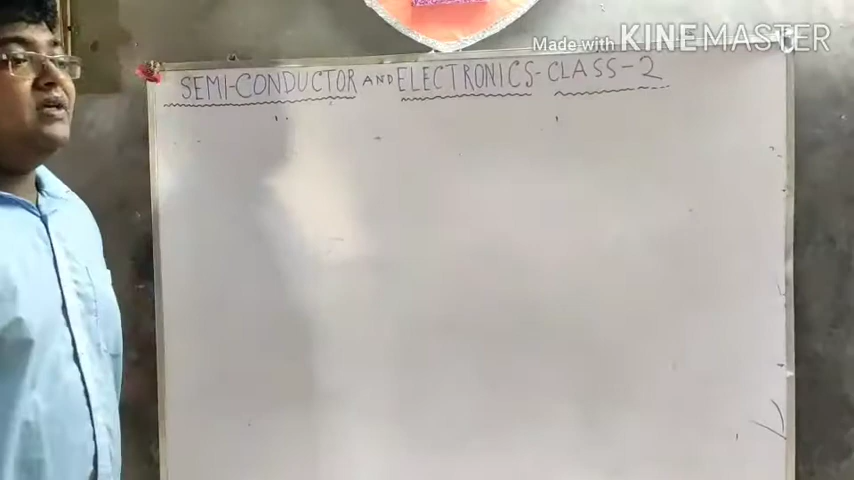 Made with KINEMASTER
SEMI-CONDUCTOR AND ELECTRONICS-CLASS-2